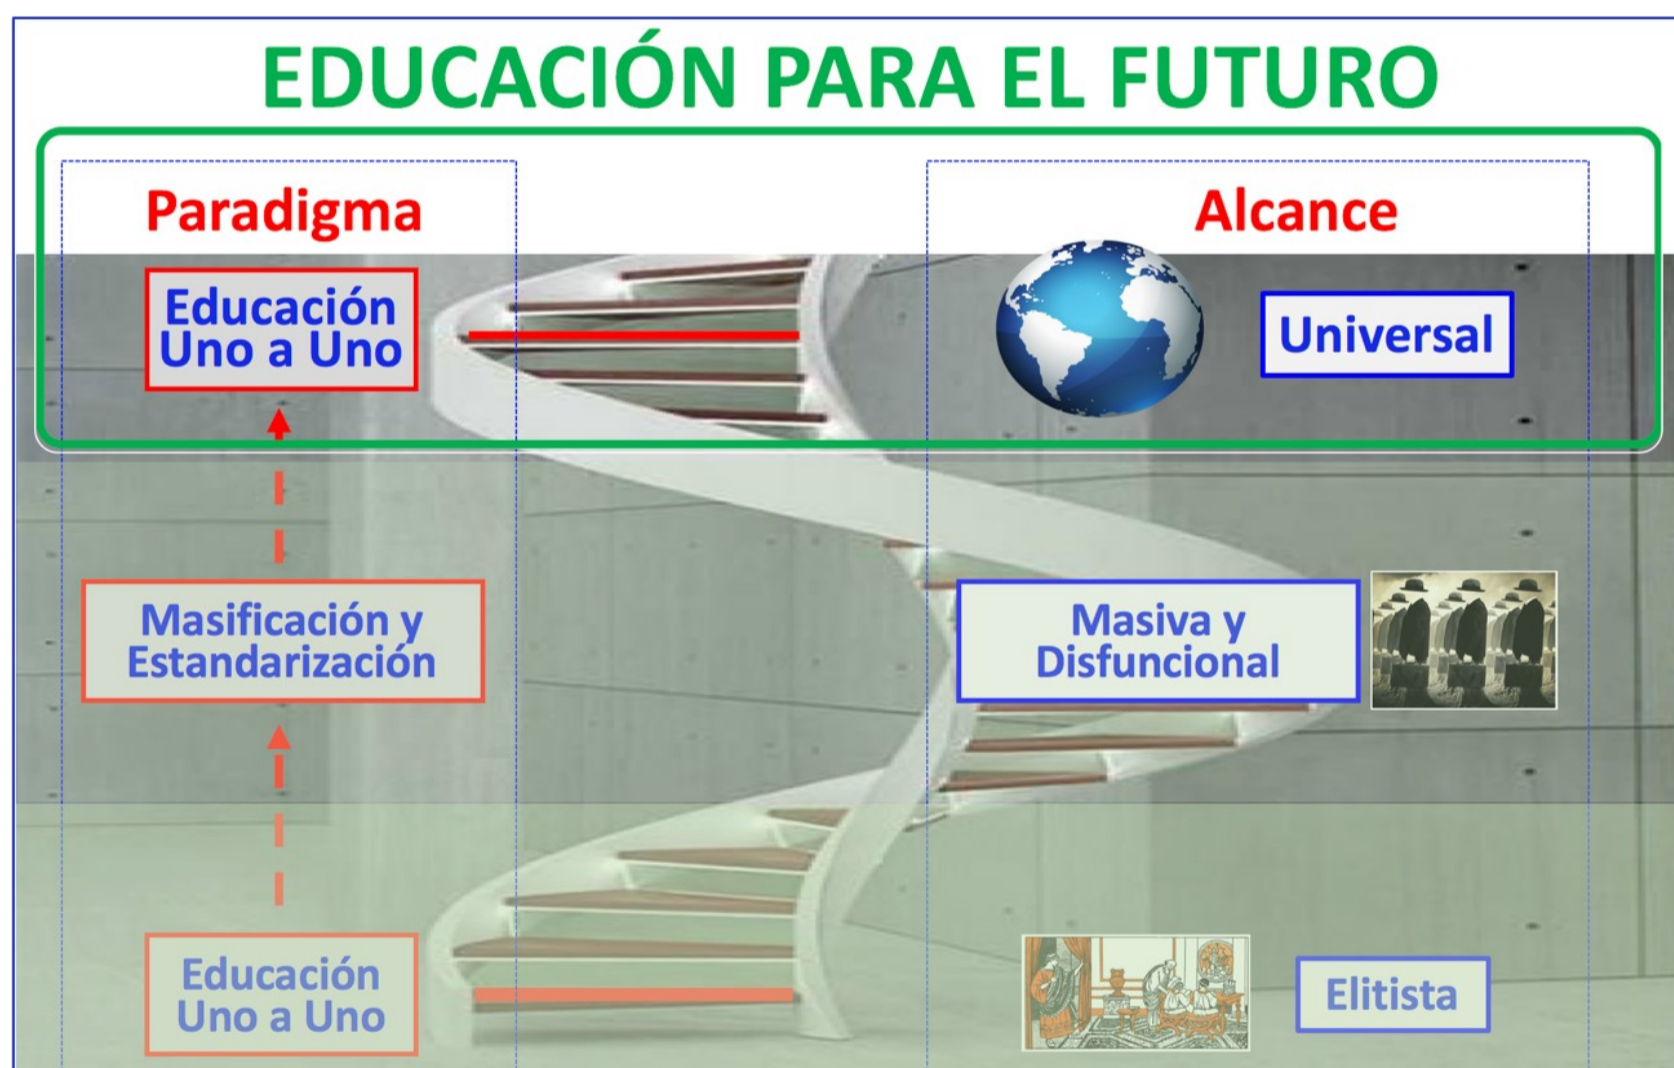 EDUCACIÓN PARA EL FUTURO
Paradigma
Alcance
Educación
Uno a Uno
Universal
Masificación y
Estandarización
Masiva y
Disfuncional
Educación
Uno a Uno
Elitista